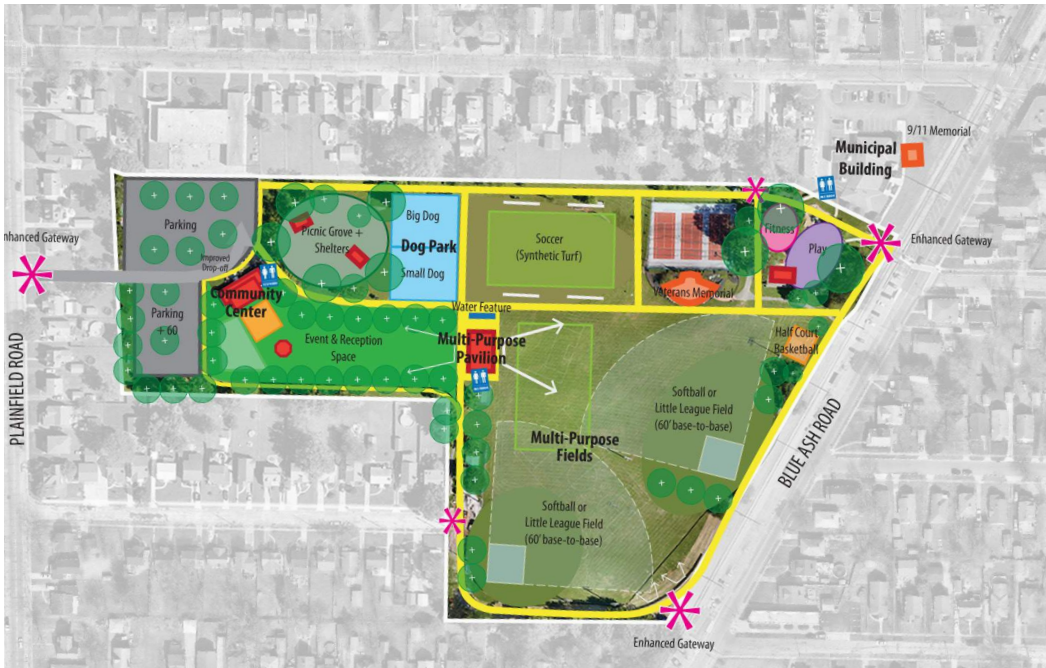 9/11 Memorial
Municipal
Building
Enhanced Gateway
nhanced Gateway
PLAINFIELD ROAD
Parking
Improved
Drop-off
Parking
+ 60
Picnic Grove +
Shelters
Big Dog
Dog Park
Small Dog
Soccer
(Synthetic Turf)
Veterans Memorial
Fitness
Play
Community
Center
Event & Reception
Space
Water Feature
Multi-Purpose
Pavilion
Half Court
Basketball
Softball or
Little League Field
(60' base-to-base)
Multi-Purpose
Fields
Softball or
Little League Field
(60' base-to-base)
BLUE ASH ROAD
Enhanced Gateway